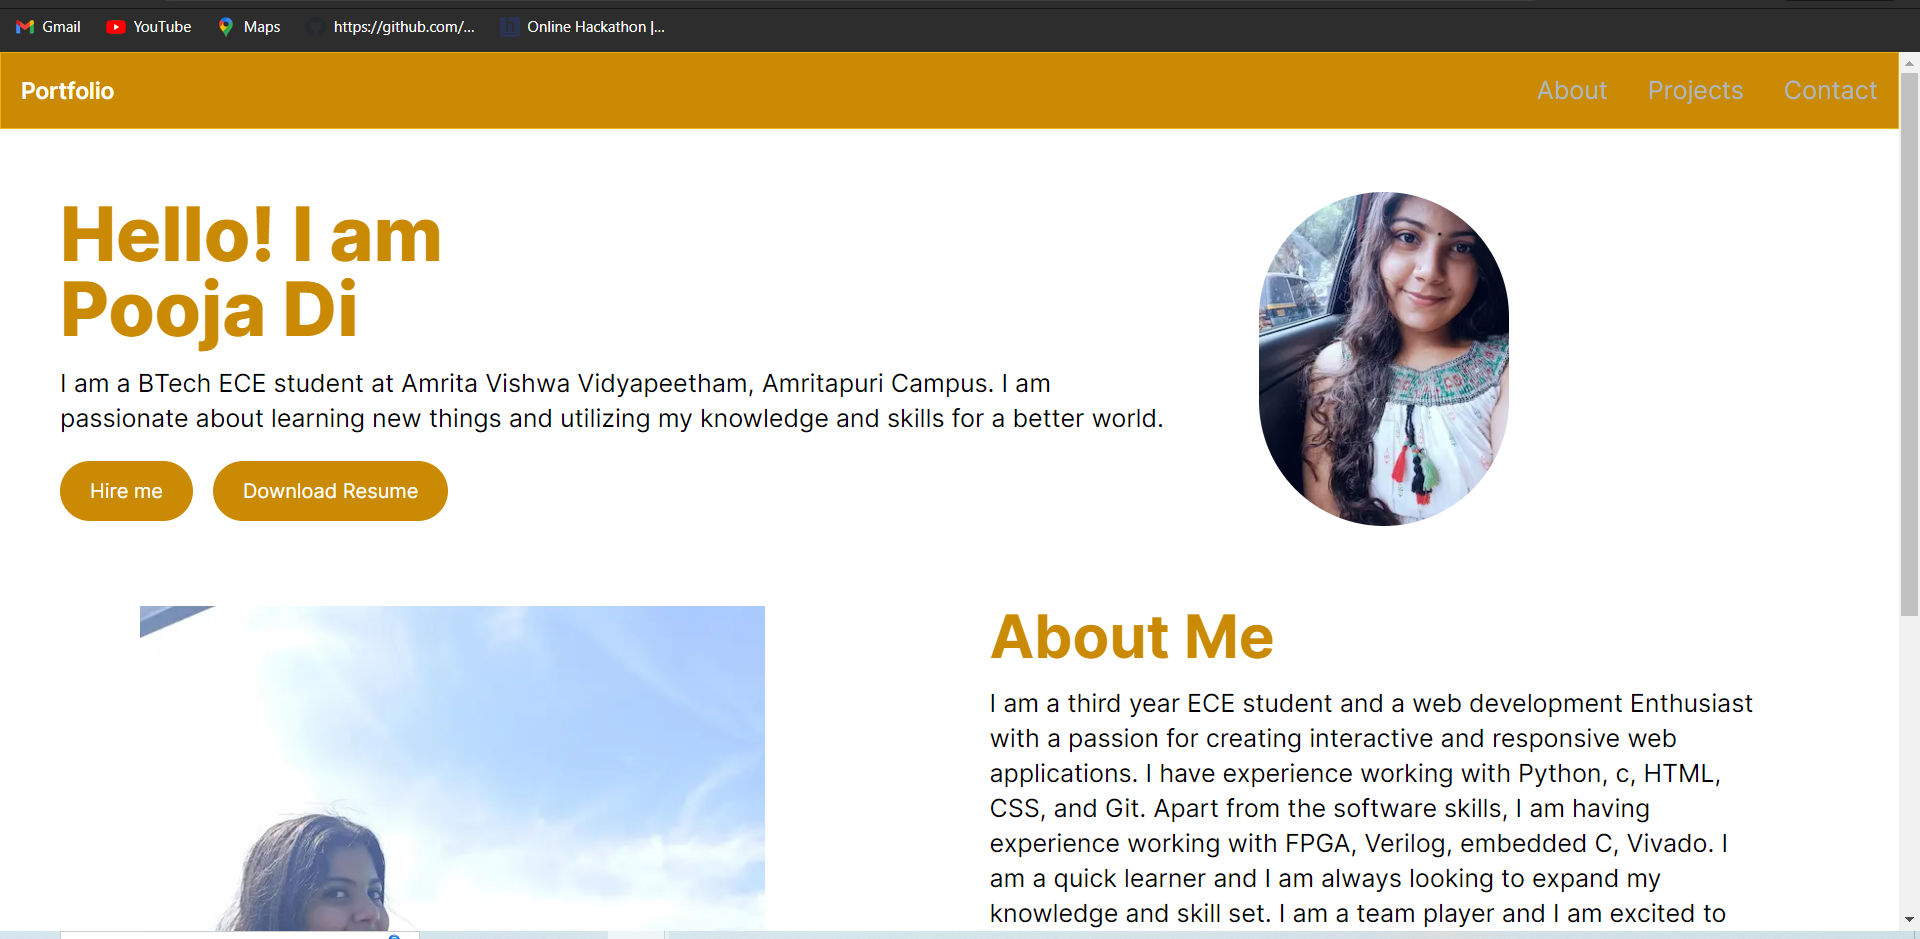 Gmail YouTube Maps https://github.com/... Online Hackathon |...
Portfolio About Projects Contact
Hello! I am
Pooja Di
I am a BTech ECE student at Amrita Vishwa Vidyapeetham, Amritapuri Campus. I am
passionate about learning new things and utilizing my knowledge and skills for a better world.
Hire me Download Resume
About Me
I am a third year ECE student and a web development Enthusiast
with a passion for creating interactive and responsive web
applications. I have experience working with Python, c, HTML,
CSS, and Git. Apart from the software skills, I am having
experience working with FPGA, Verilog, embedded C, Vivado. I
am a quick learner and I am always looking to expand my
knowledge and skill set. I am a team player and I am excited to